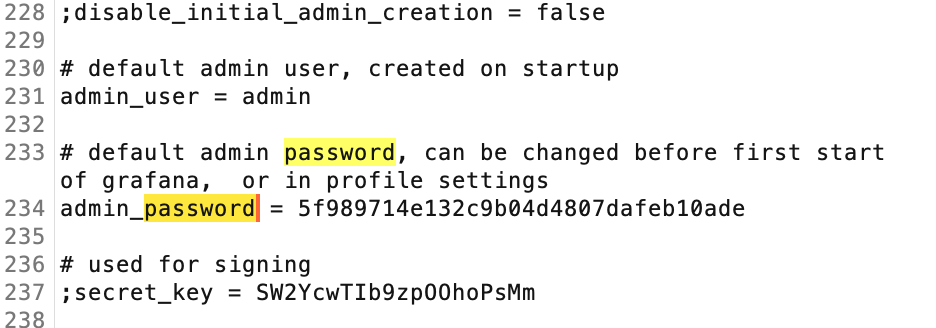 228 ;disable_initial_admin_creation = false
229
230 # default admin user, created on startup
231 admin_user = admin
232
233 # default admin password, can be changed before first start
of grafana,  or in profile settings
234 admin_password = 5f989714e132c9b04d4807dafeb10ade
235
236 # used for signing
237 ;secret_key = SW2YcwTIb9zpOOhoPsMm
238